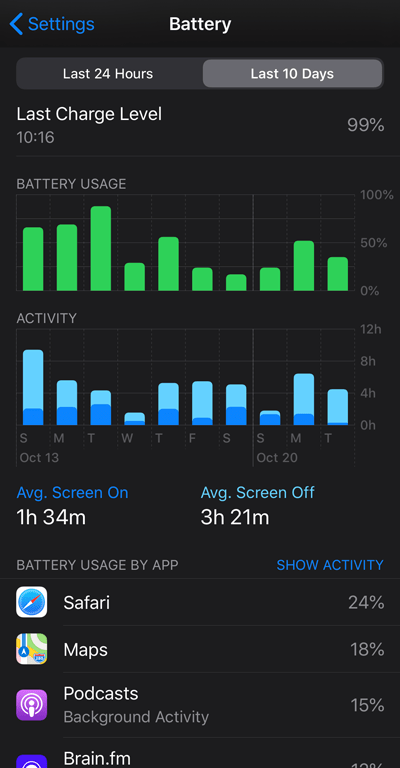 Settings
Battery
Last 24 Hours
Last 10 Days
Last Charge Level
10:16
99%
BATTERY USAGE
100%
50%
0%
ACTIVITY
12h
8h
4h
0h
S M T W T F S S M T
Oct 13
Oct 20
Avg. Screen On
Avg. Screen Off
1h 34m
3h 21m
BATTERY USAGE BY APP
SHOW ACTIVITY
Safari
24%
Maps
18%
Podcasts
Background Activity
15%
Brain.fm